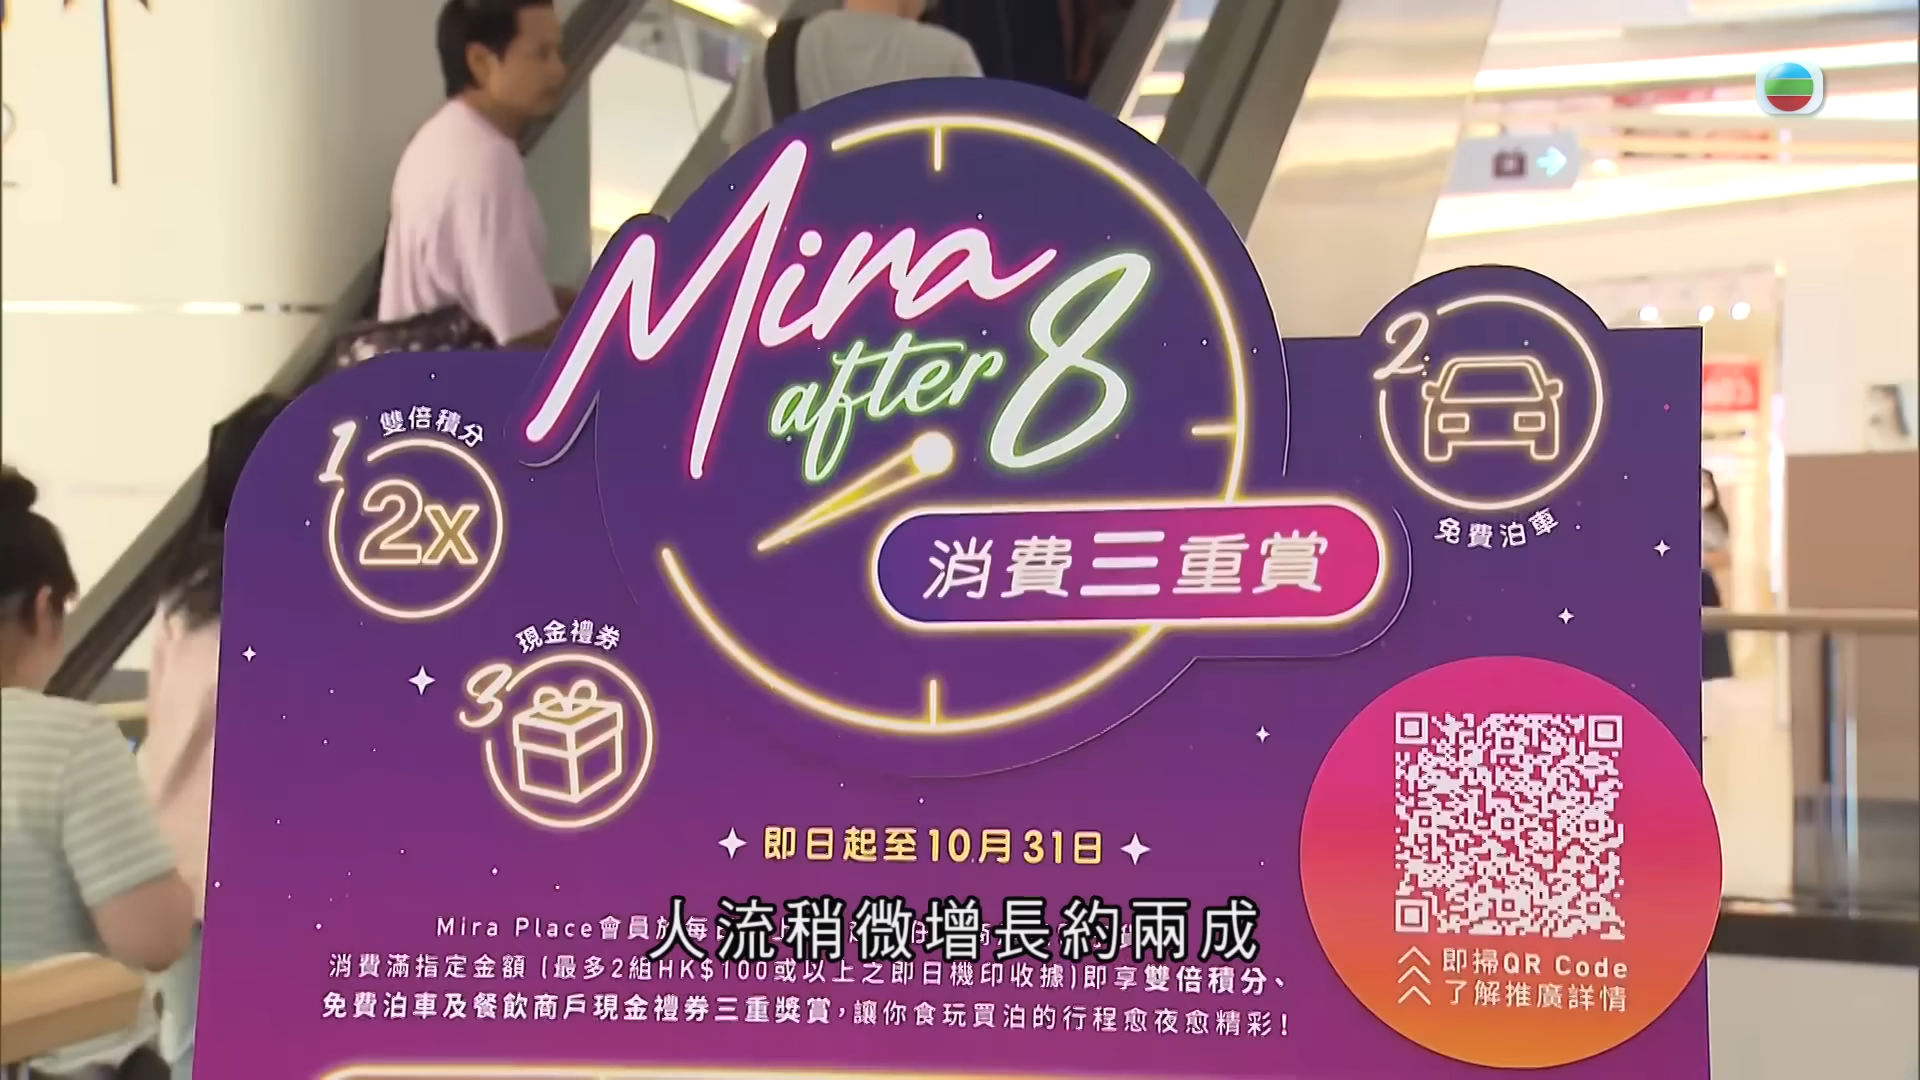 Mira
after 8
消費三重賞
1 雙倍積分
2x
2
免費泊車
3 現金禮券
即日起至10月31日
人流稍微增長約兩成
Mira Place會員於每
消費滿指定金額 (最多2組HK$100或以上之即日機印收據)即享雙倍積分、
免費泊車及餐飲商戶現金禮券三重獎賞，讓你食玩買泊的行程愈夜愈精彩！
即掃QR Code
了解推廣詳情